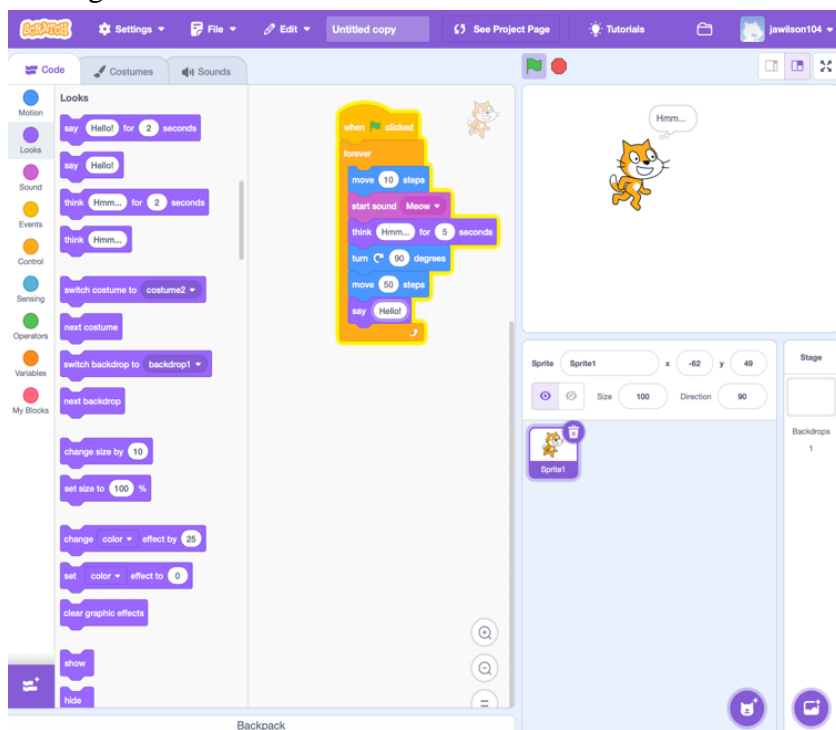 SCRATCH Settings File Edit Untitled copy See Project Page Tutorials jawilson104
Code Costumes Sounds
Motion
Looks
Sound
Events
Control
Sensing
Operators
Variables
My Blocks
Looks
say Hello! for 2 seconds
say Hello!
think Hmm... for 2 seconds
think Hmm...
switch costume to costume2
next costume
switch backdrop to backdrop1
next backdrop
change size by 10
set size to 100 %
change color effect by 25
set color effect to 0
clear graphic effects
show
hide
when clicked
forever
move 10 steps
start sound Meow
think Hmm... for 5 seconds
turn 90 degrees
move 50 steps
say Hello!
Hmm...
Sprite Sprite1 x -62 y 49
Size 100 Direction 90
Sprite1
Stage
Backdrops
1
Backpack